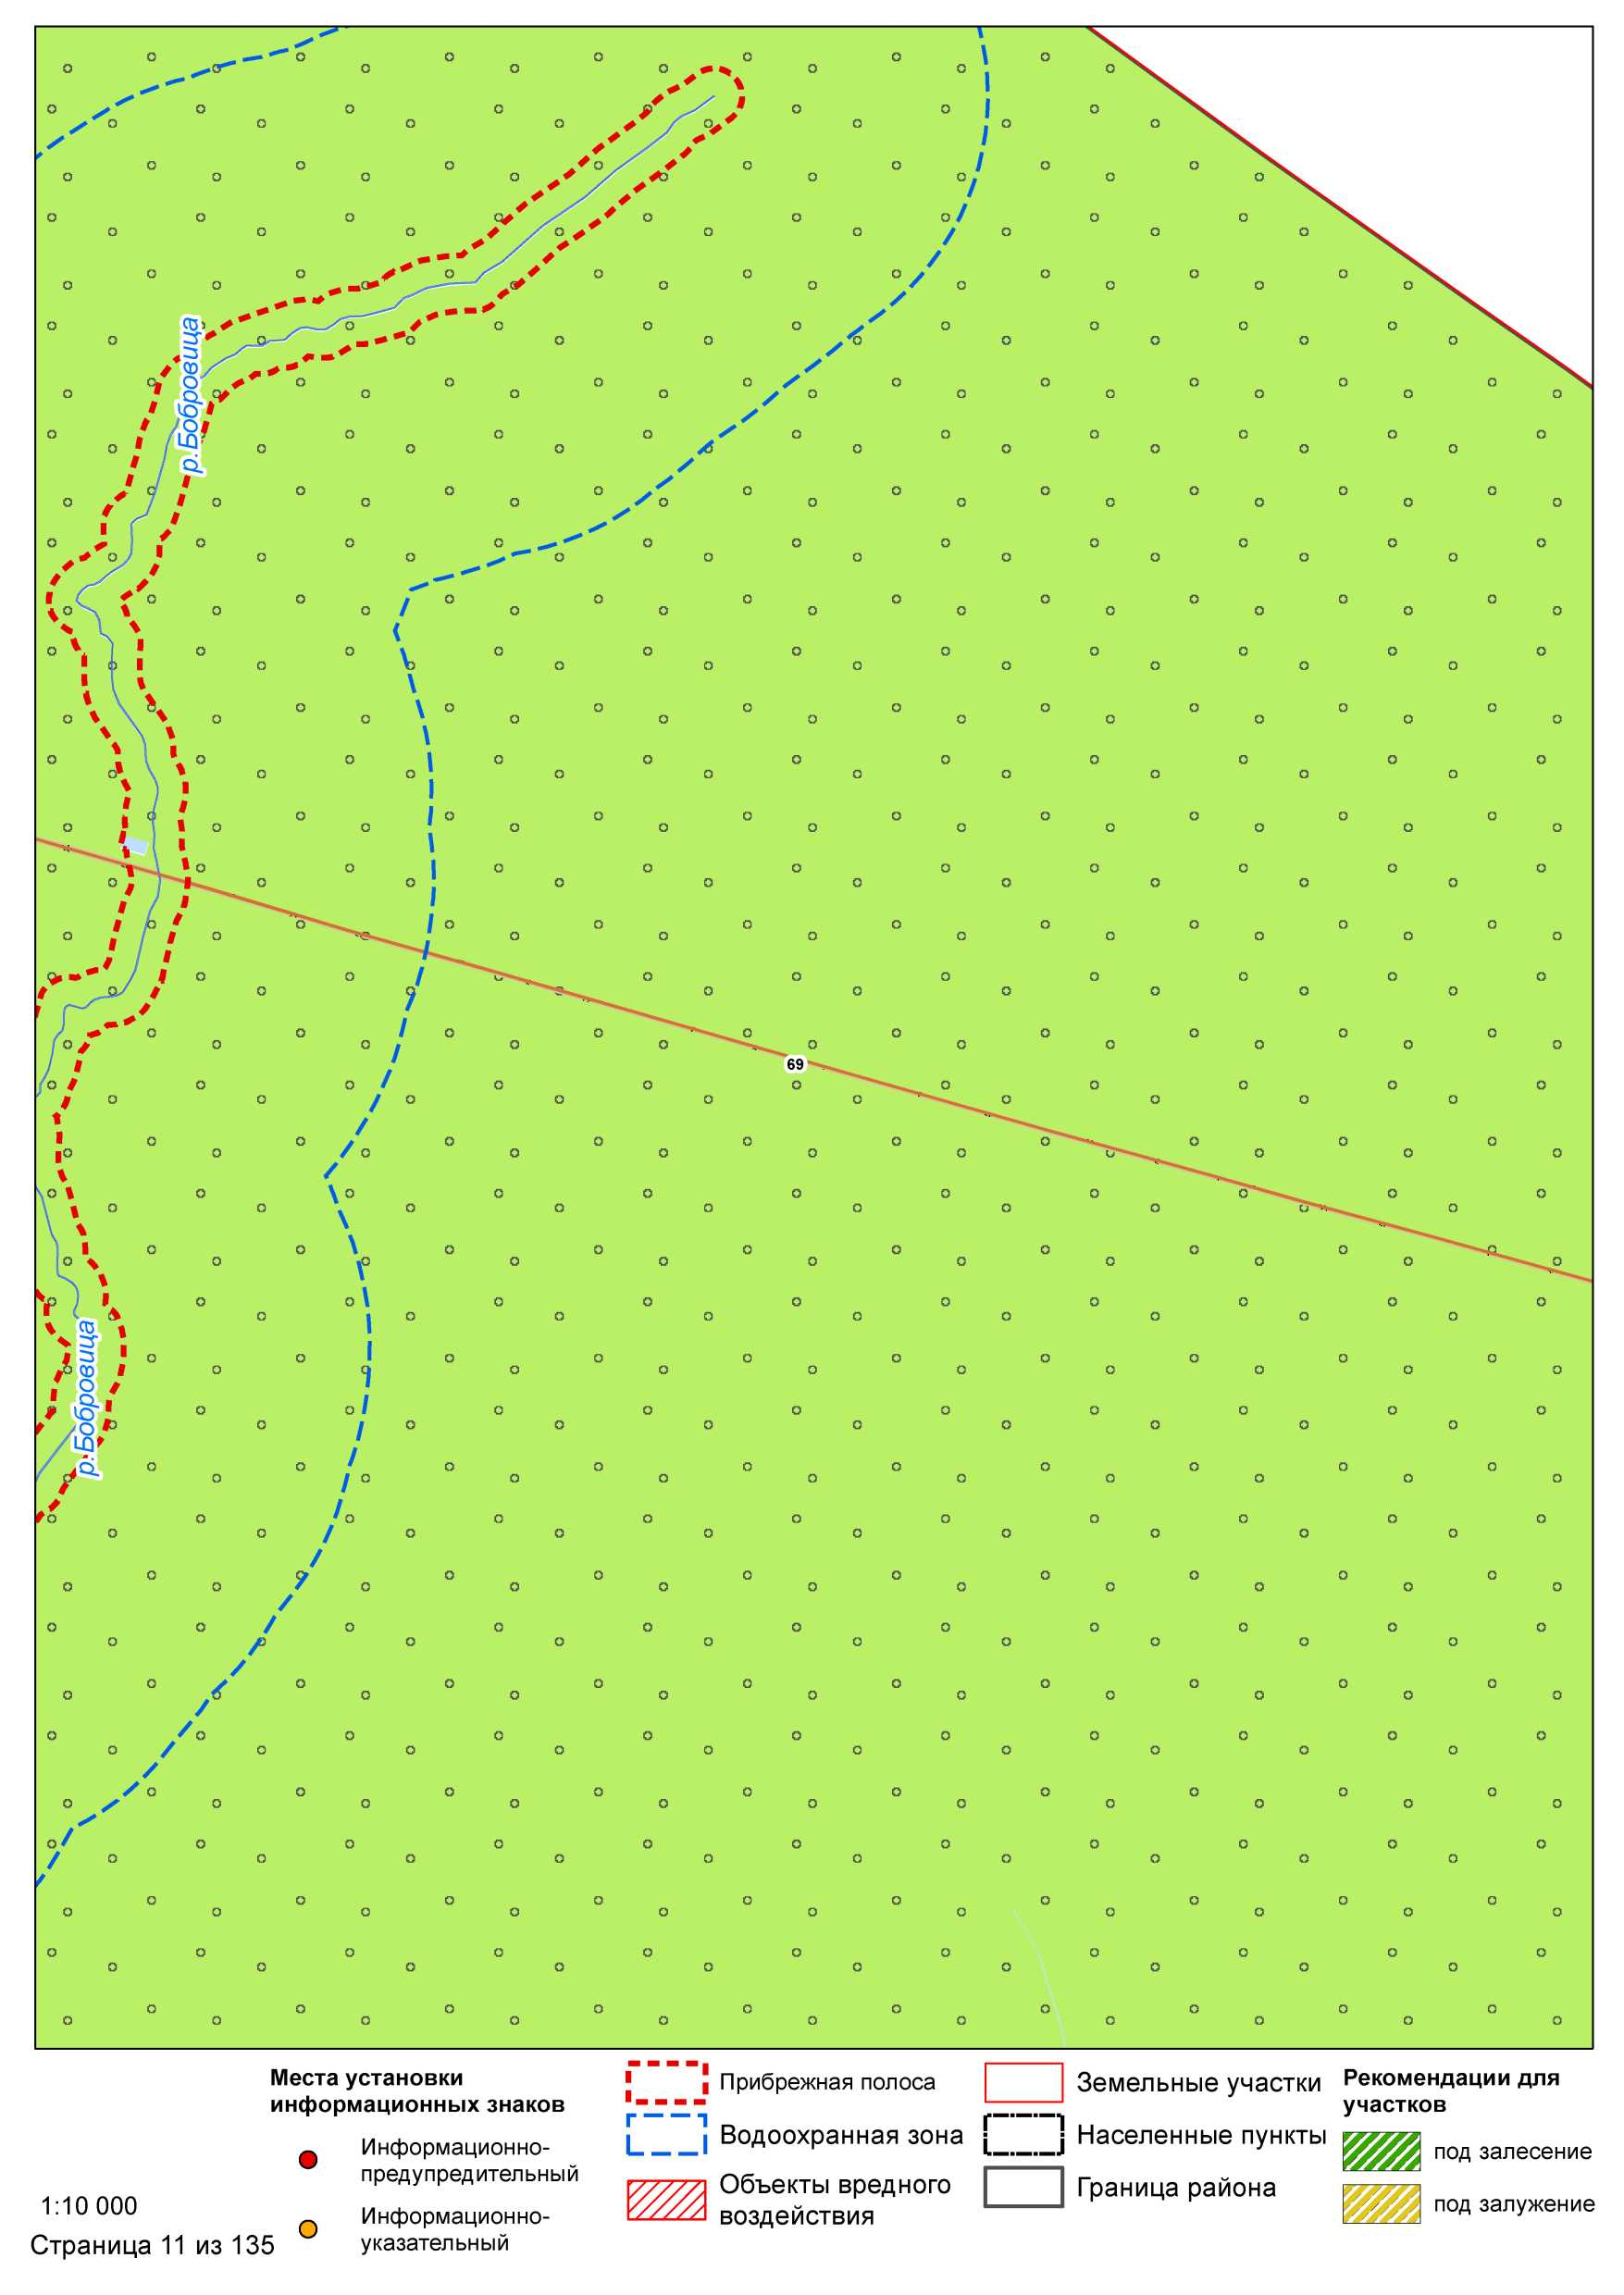 р.Бобровица
69
р.Бобровица
Места установки
информационных знаков
Информационно-
предупредительный
Информационно-
указательный
1:10 000
Страница 11 из 135
Прибрежная полоса
Водоохранная зона
Объекты вредного
воздействия
Земельные участки
Населенные пункты
Граница района
Рекомендации для
участков
под залесение
под залужение